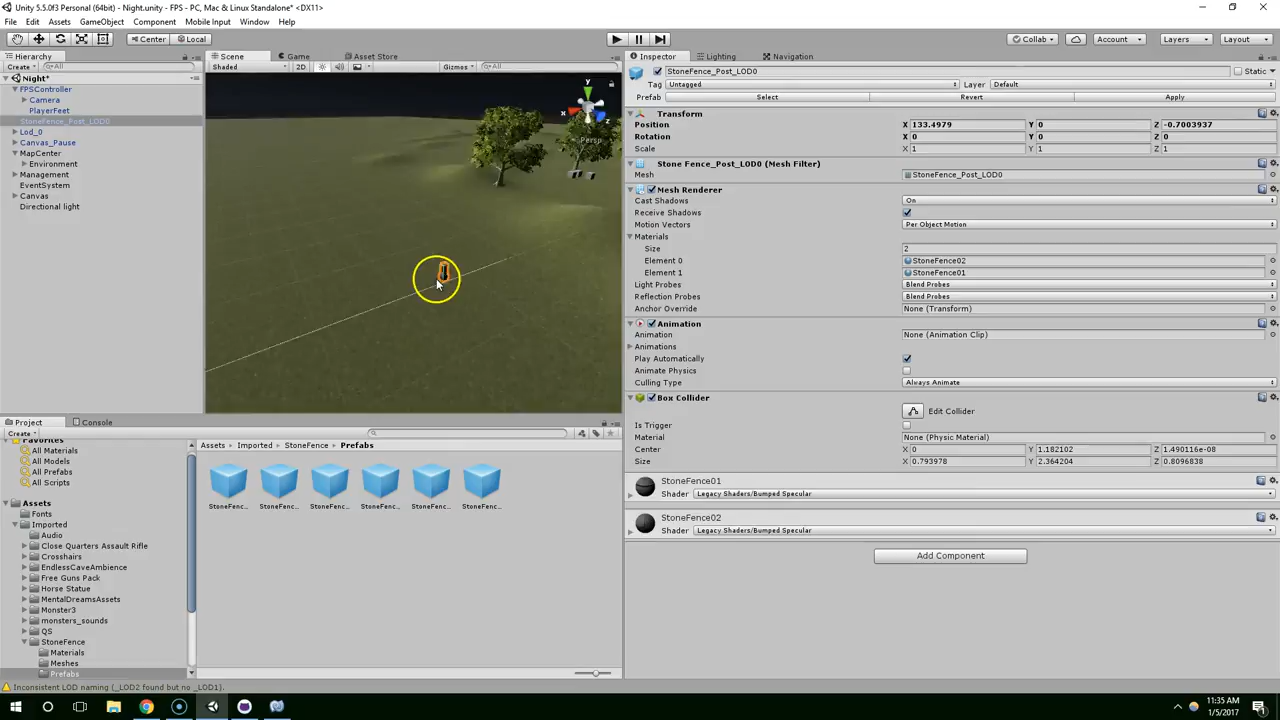 Unity 5.5.0f3 Personal (64bit) - Night.unity - FPS - PC, Mac & Linux Standalone* <DX11>
File Edit Assets GameObject Component Mobile Input Window Help
Center Local Collab Account Layers Layout
Hierarchy Scene Game Asset Store Inspector Lighting Navigation
Create All Shaded 2D Gizmos All StoneFence_Post_LOD0 Static
Night* Tag Untagged Layer Default
FPSController Prefab Select Revert Apply
Camera
PlayerFeet
StoneFence_Post_LOD0
Lod_0
Canvas_Pause
MapCenter
Environment
Management
EventSystem
Canvas
Directional light
y
x
z
Persp
Transform
Position X 133.4979 Y 0 Z -0.7003937
Rotation X 0 Y 0 Z 0
Scale X 1 Y 1 Z 1
Stone Fence_Post_LOD0 (Mesh Filter)
Mesh StoneFence_Post_LOD0
Mesh Renderer
Cast Shadows On
Receive Shadows
Motion Vectors Per Object Motion
Materials
Size 2
Element 0 StoneFence02
Element 1 StoneFence01
Light Probes Blend Probes
Reflection Probes Blend Probes
Anchor Override None (Transform)
Animation
Animation None (Animation Clip)
Animations
Play Automatically
Animate Physics
Culling Type Always Animate
Box Collider
Edit Collider
Is Trigger
Material None (Physic Material)
Center X 0 Y 1.182102 Z 1.490116e-08
Size X 0.793978 Y 2.364204 Z 0.8096838
StoneFence01
Shader Legacy Shaders/Bumped Specular
StoneFence02
Shader Legacy Shaders/Bumped Specular
Add Component
Project Console
Create
Favorites
All Materials
All Models
All Prefabs
All Scripts
Assets
Fonts
Imported
Audio
Close Quarters Assault Rifle
Crosshairs
EndlessCaveAmbience
Free Guns Pack
Horse Statue
MentalDreamsAssets
Monster3
monsters_sounds
QS
StoneFence
Materials
Meshes
Prefabs
Assets Imported StoneFence Prefabs
StoneFenc... StoneFenc... StoneFenc... StoneFenc... StoneFenc... StoneFenc...
Inconsistent LOD naming (_LOD2 found but no _LOD1).
11:35 AM
1/5/2017